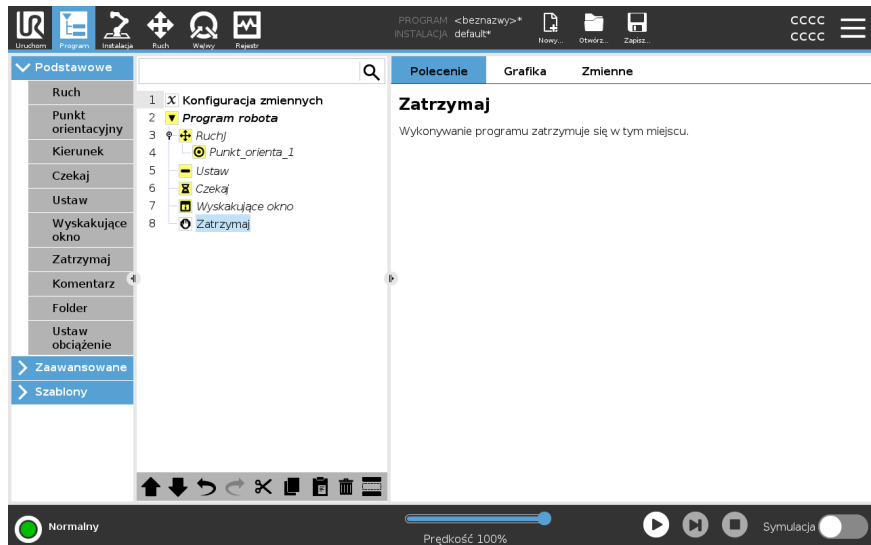 UR
PROGRAM <beznazwy>*
INSTALACJA default*
CCCC
CCCC
Uruchom
Program
Instalacja
Ruch
We/wy
Rejestr
Nowy...
Otwórz...
Zapisz...
Podstawowe
Ruch
Punkt
orientacyjny
Kierunek
Czekaj
Ustaw
Wyskakujące
okno
Zatrzymaj
Komentarz
Folder
Ustaw
obciążenie
Zaawansowane
Szablony
1 X Konfiguracja zmiennych
2 Program robota
3 RuchJ
4 Punkt_orienta_1
5 Ustaw
6 Czekaj
7 Wyskakujące okno
8 Zatrzymaj
Polecenie
Grafika
Zmienne
Zatrzymaj
Wykonywanie programu zatrzymuje się w tym miejscu.
Normalny
Prędkość 100%
Symulacja